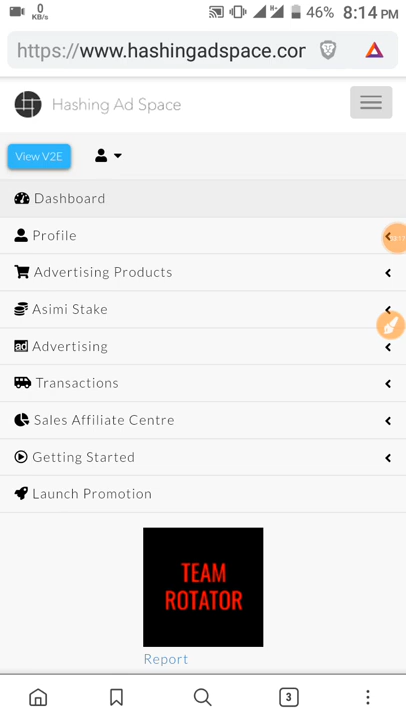 0
KB/s
46% 8:14 PM
https://www.hashingadspace.cor
Hashing Ad Space
View V2E
Dashboard
Profile
Advertising Products
Asimi Stake
ad Advertising
Transactions
Sales Affiliate Centre
Getting Started
Launch Promotion
TEAM
ROTATOR
Report
3